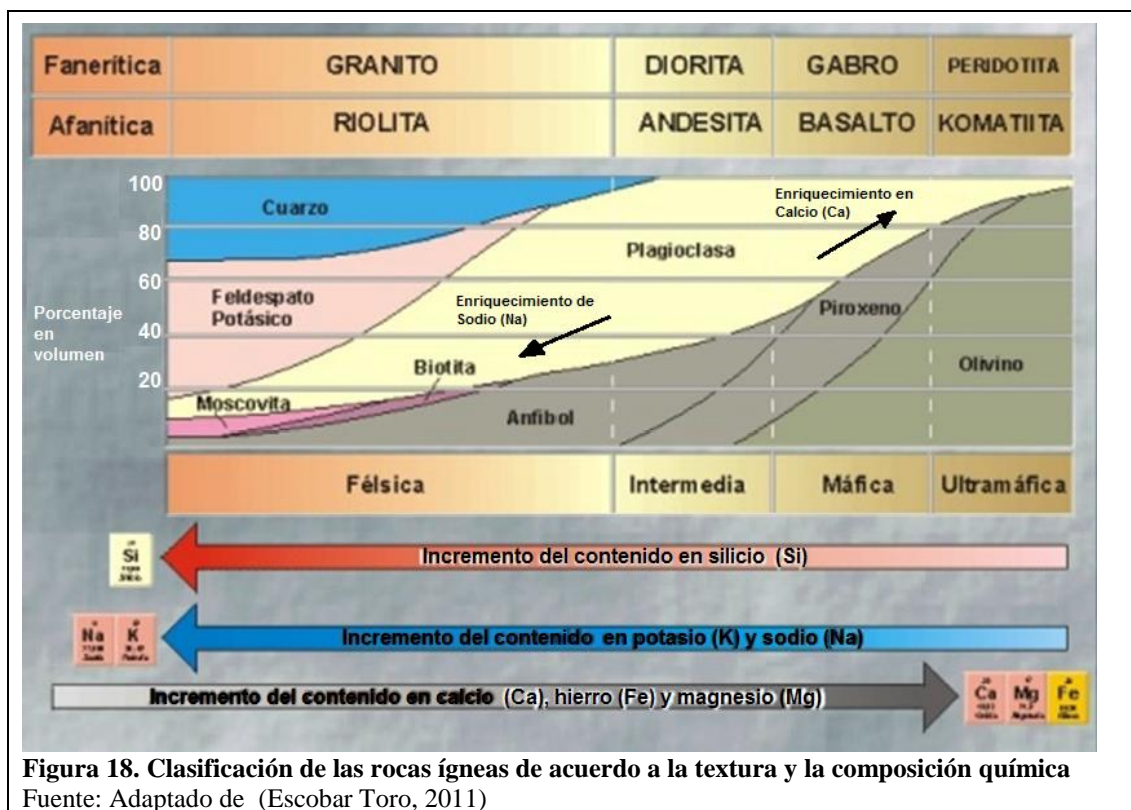 Fanerítica GRANITO DIORITA GABRO PERIDOTITA
Afanítica RIOLITA ANDESITA BASALTO KOMATIITA
100
80
60
40
20
Porcentaje
en
volumen
Cuarzo
Enriquecimiento en
Calcio (Ca)
Plagioclasa
Feldespato
Potásico
Enriquecimiento de
Sodio (Na)
Piroxeno
Biotita
Olivino
Moscovita
Anfibol
Félsica Intermedia Máfica Ultramáfica
Si
Incremento del contenido en silicio (Si)
Na K
Incremento del contenido en potasio (K) y sodio (Na)
Incremento del contenido en calcio (Ca), hierro (Fe) y magnesio (Mg)
Ca Mg Fe
Figura 18. Clasificación de las rocas ígneas de acuerdo a la textura y la composición química
Fuente: Adaptado de (Escobar Toro, 2011)